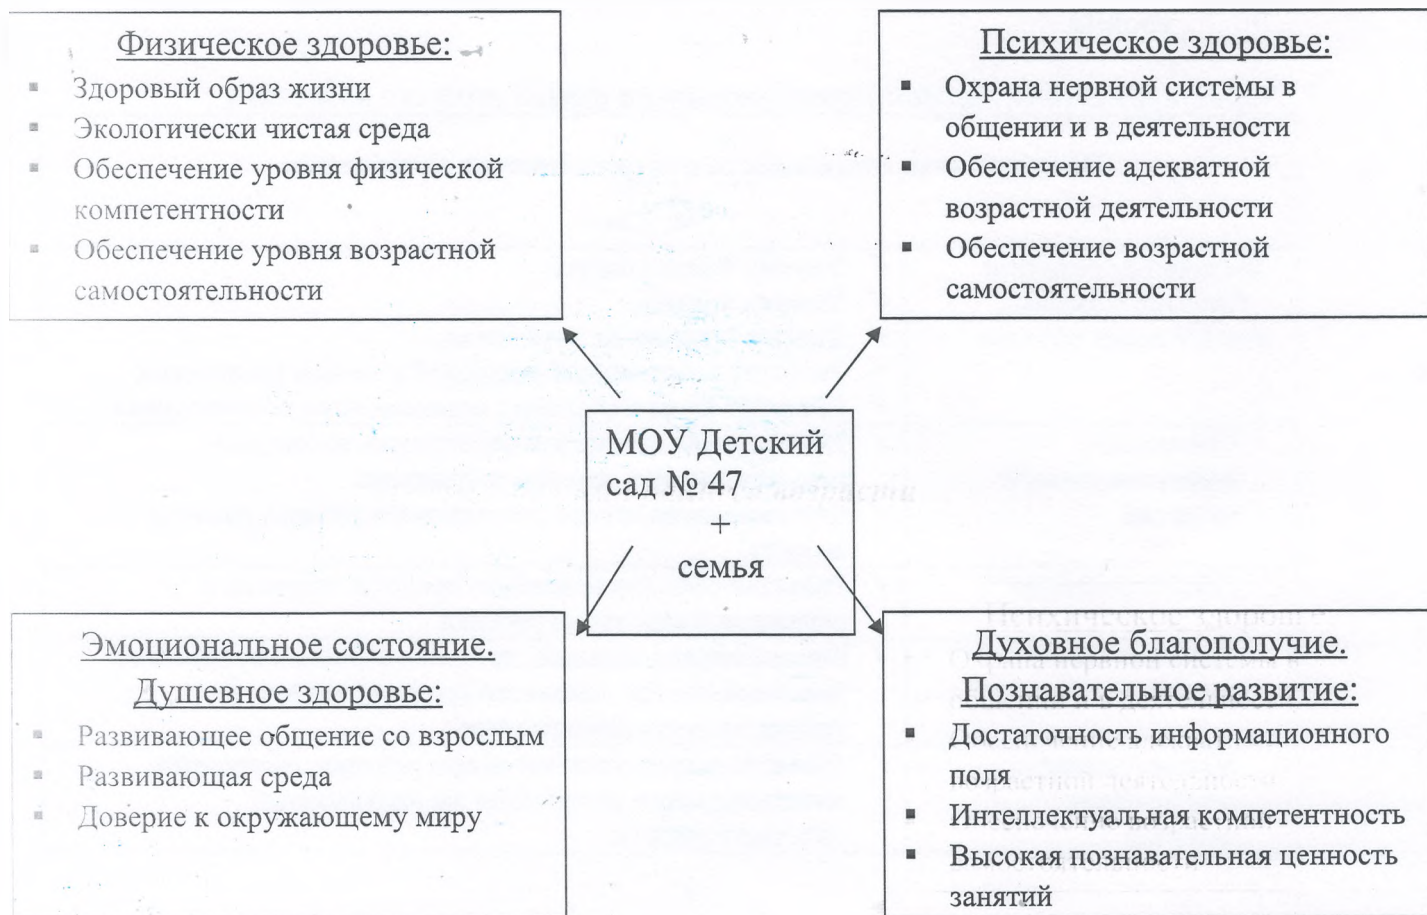 Физическое здоровье:
▪ Здоровый образ жизни
▪ Экологически чистая среда
▪ Обеспечение уровня физической
компетентности
▪ Обеспечение уровня возрастной
самостоятельности
Психическое здоровье:
▪ Охрана нервной системы в
общении и в деятельности
▪ Обеспечение адекватной
возрастной деятельности
▪ Обеспечение возрастной
самостоятельности
МОУ Детский
сад № 47
+
семья
Эмоциональное состояние.
Душевное здоровье:
▪ Развивающее общение со взрослым
▪ Развивающая среда
▪ Доверие к окружающему миру
Духовное благополучие.
Познавательное развитие:
▪ Достаточность информационного
поля
▪ Интеллектуальная компетентность
▪ Высокая познавательная ценность
занятий